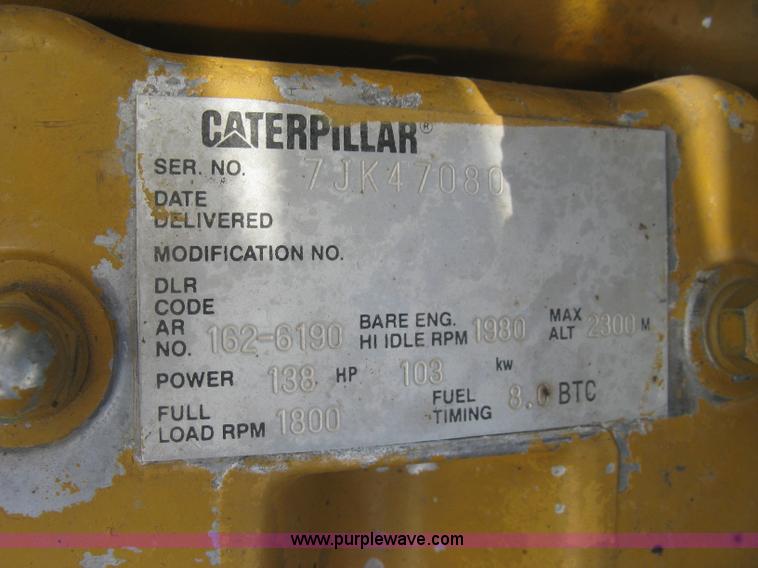 CATERPILLAR®
SER. NO. 7JK47080
DATE
DELIVERED
MODIFICATION NO.
DLR
CODE
AR
NO. 162-6190
BARE ENG.
HI IDLE RPM 1980
MAX
ALT 2300 M
POWER 138 HP 103 kw
FULL
LOAD RPM 1800
FUEL
TIMING 8.0 BTC
www.purplewave.com